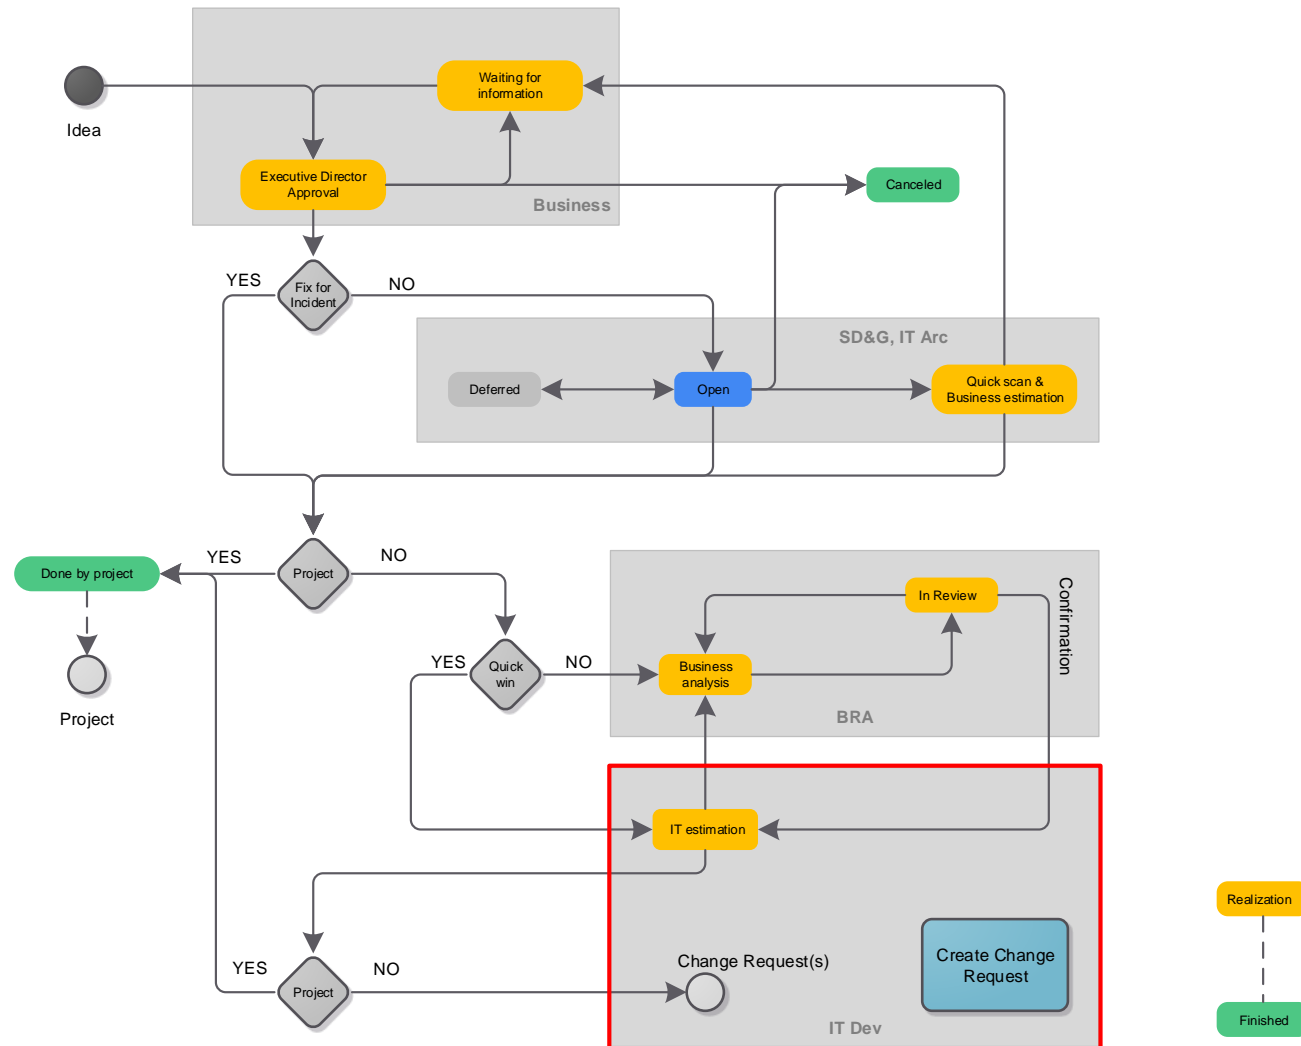 Waiting for
information
Idea
Executive Director
Approval
Canceled
Business
YES
Fix for
Incident
NO
SD&G, IT Arc
Deferred
Open
Quick scan &
Business estimation
Done by project
YES
Project
NO
In Review
Confirmation
YES
Quick
win
NO
Business
analysis
Project
BRA
IT estimation
Realization
Change Request(s)
Create Change
Request
YES
Project
NO
IT Dev
Finished